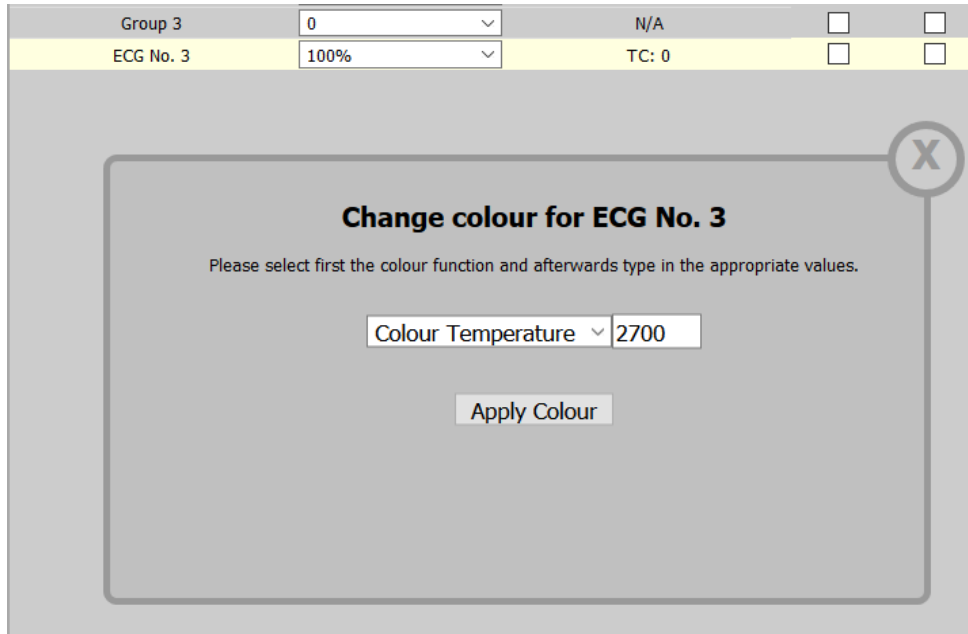 Group 3 0 N/A
ECG No. 3 100% TC: 0
X
Change colour for ECG No. 3
Please select first the colour function and afterwards type in the appropriate values.
Colour Temperature 2700
Apply Colour